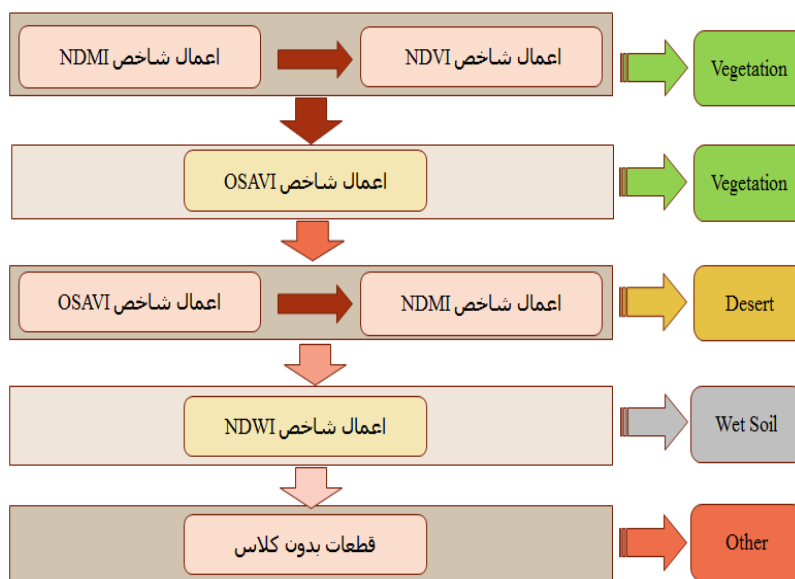 اعمال شاخص NDMI
اعمال شاخص NDVI
Vegetation
اعمال شاخص OSAVI
Vegetation
اعمال شاخص OSAVI
اعمال شاخص NDMI
Desert
اعمال شاخص NDWI
Wet Soil
قطعات بدون کلاس
Other